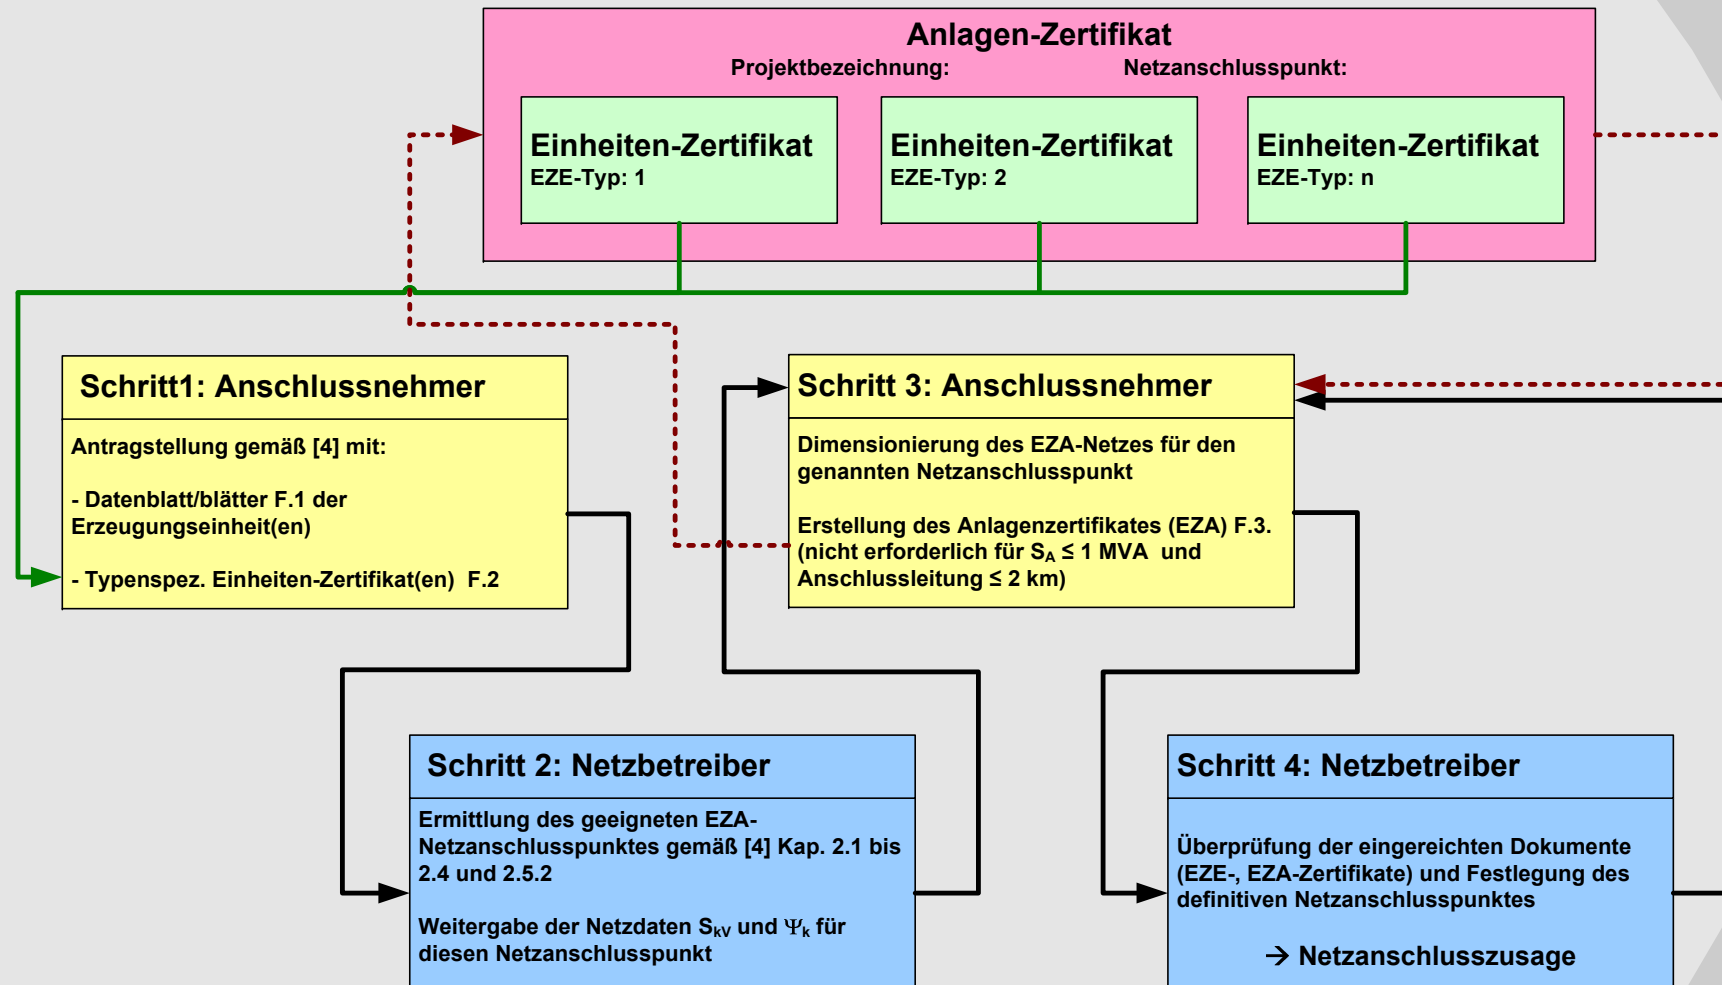 Anlagen-Zertifikat
Projektbezeichnung: Netzanschlusspunkt:
Einheiten-Zertifikat
EZE-Typ: 1
Einheiten-Zertifikat
EZE-Typ: 2
Einheiten-Zertifikat
EZE-Typ: n
Schritt1: Anschlussnehmer
Antragstellung gemäß [4] mit:
- Datenblatt/blätter F.1 der
Erzeugungseinheit(en)
- Typenspez. Einheiten-Zertifikat(en) F.2
Schritt 2: Netzbetreiber
Ermittlung des geeigneten EZA-
Netzanschlusspunktes gemäß [4] Kap. 2.1 bis
2.4 und 2.5.2
Weitergabe der Netzdaten SkV und Ψk für
diesen Netzanschlusspunkt
Schritt 3: Anschlussnehmer
Dimensionierung des EZA-Netzes für den
genannten Netzanschlusspunkt
Erstellung des Anlagenzertifikates (EZA) F.3.
(nicht erforderlich für SA ≤ 1 MVA und
Anschlussleitung ≤ 2 km)
Schritt 4: Netzbetreiber
Überprüfung der eingereichten Dokumente
(EZE-, EZA-Zertifikate) und Festlegung des
definitiven Netzanschlusspunktes
→ Netzanschlusszusage